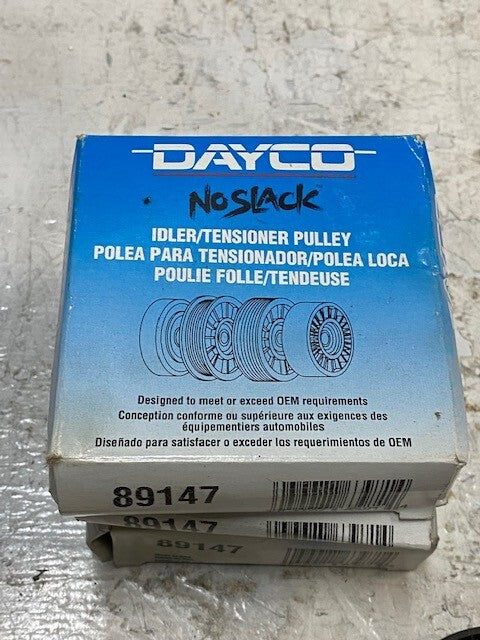 DAYCO
NO SLACK
IDLER/TENSIONER PULLEY
POLEA PARA TENSIONADOR/POLEA LOCA
POULIE FOLLE/TENDEUSE
Designed to meet or exceed OEM requirements
Conception conforme ou supérieure aux exigences des
équipementiers automobiles
Diseñado para satisfacer o exceder los requerimientos de OEM
89147
89147
89147